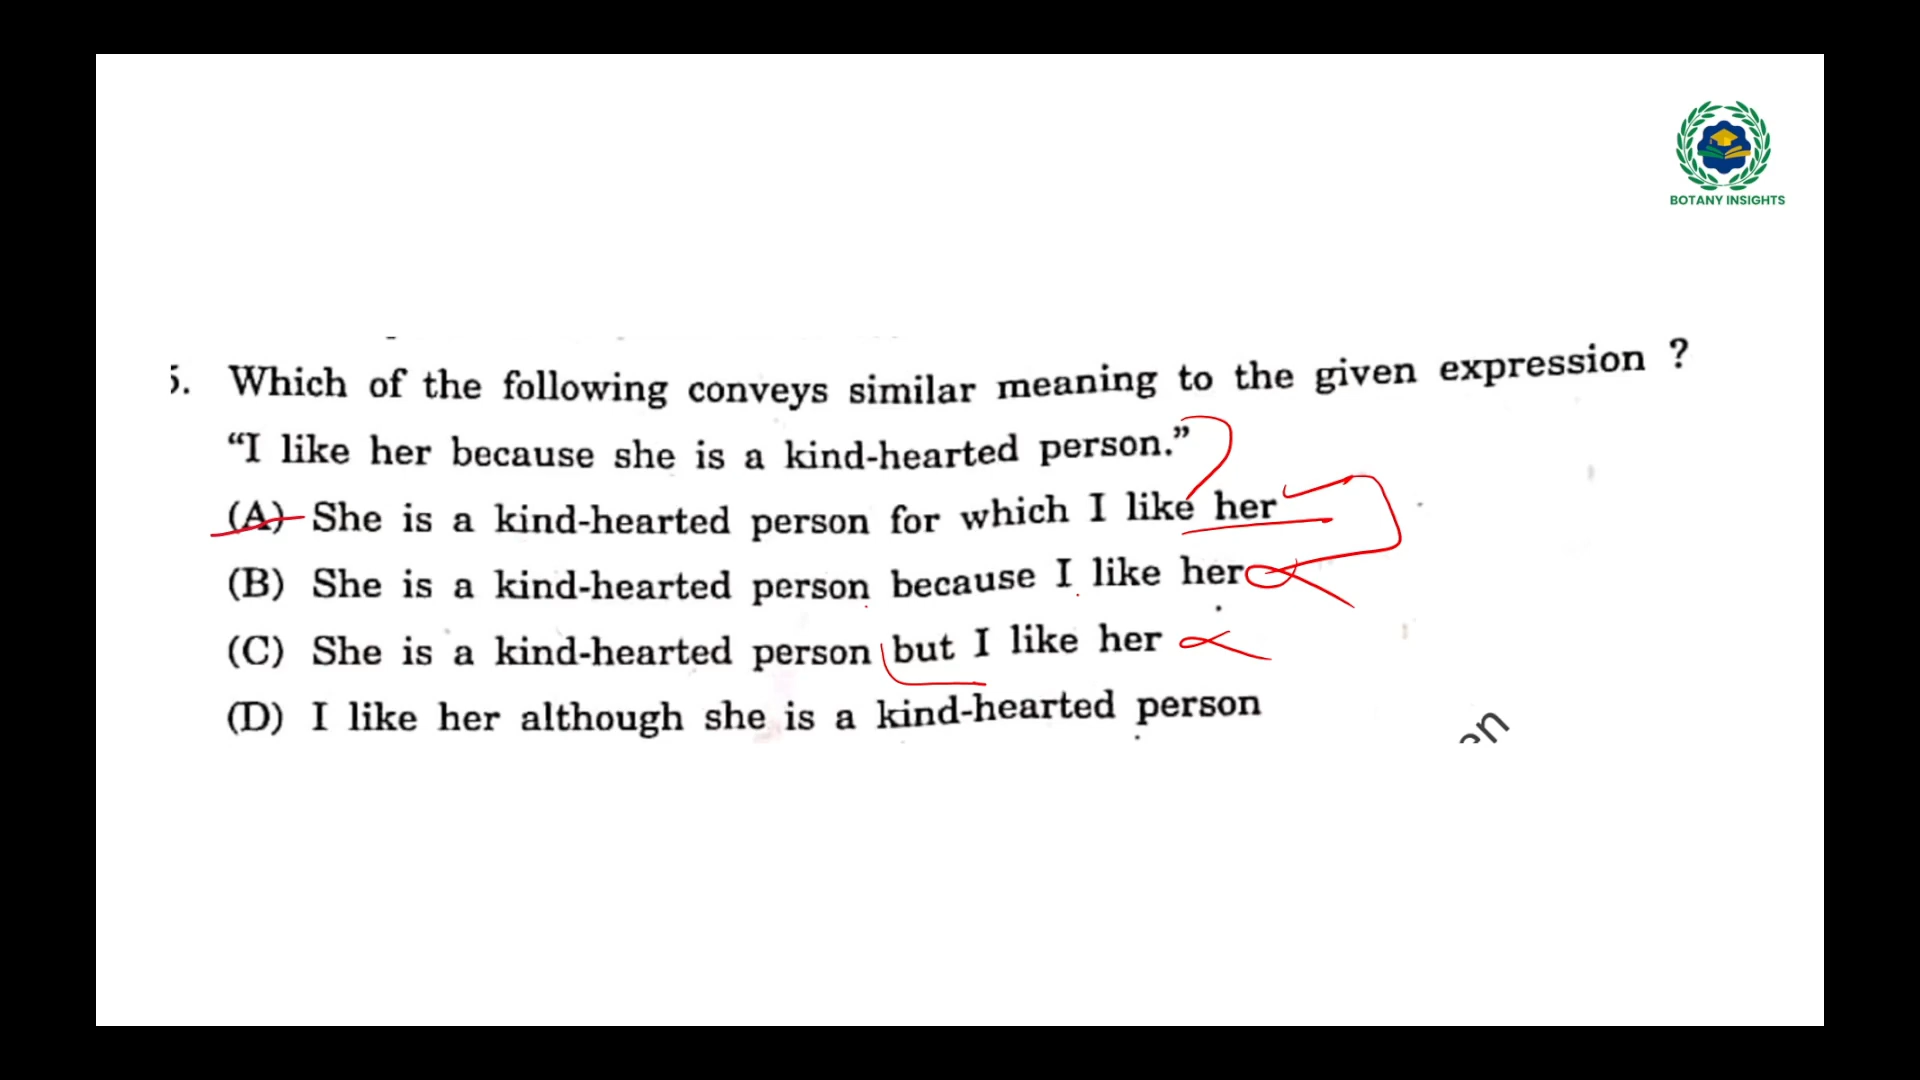 BOTANY INSIGHTS
5. Which of the following conveys similar meaning to the given expression ?
“I like her because she is a kind-hearted person.”
(A) She is a kind-hearted person for which I like her
(B) She is a kind-hearted person because I like her
(C) She is a kind-hearted person but I like her
(D) I like her although she is a kind-hearted person
en